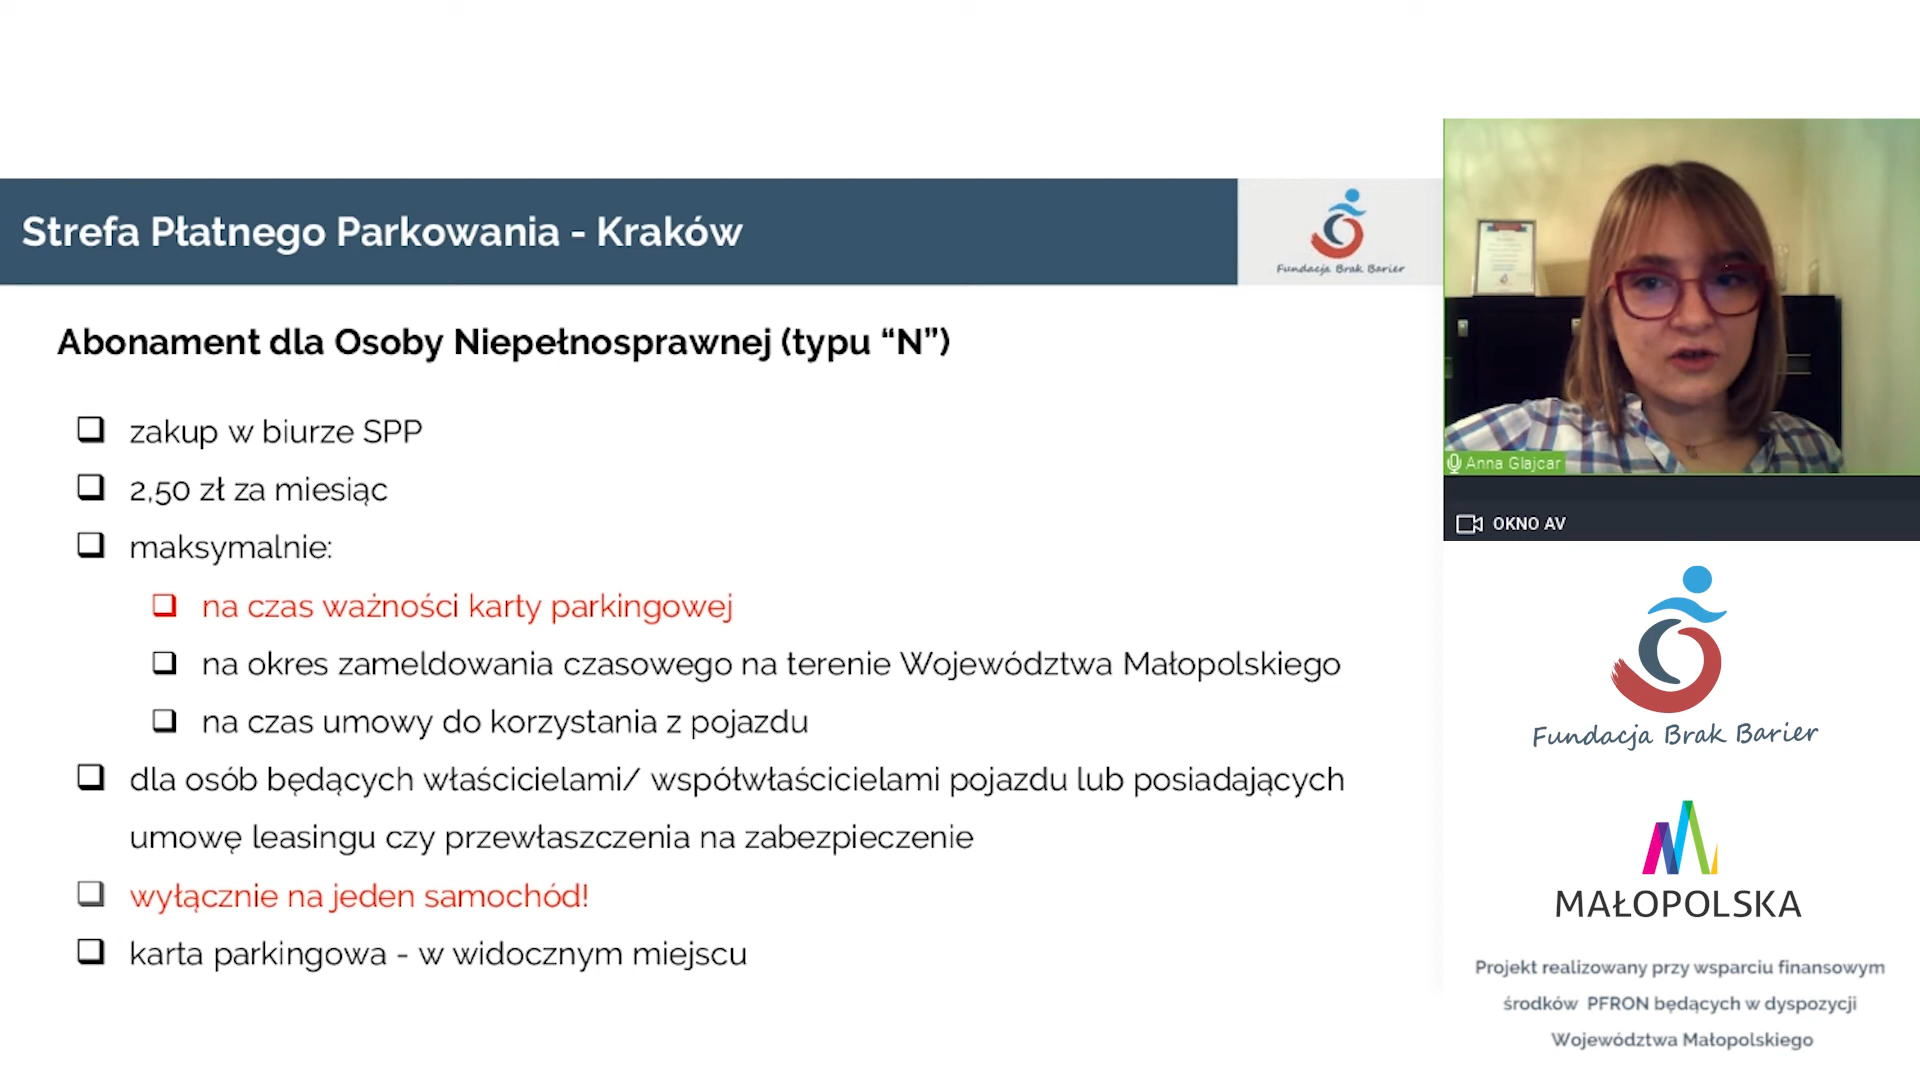 Strefa Płatnego Parkowania - Kraków
Fundacja Brak Barier
Abonament dla Osoby Niepełnosprawnej (typu “N”)
zakup w biurze SPP
2,50 zł za miesiąc
maksymalnie:
na czas ważności karty parkingowej
na okres zameldowania czasowego na terenie Województwa Małopolskiego
na czas umowy do korzystania z pojazdu
dla osób będących właścicielami/ współwłaścicielami pojazdu lub posiadających
umowę leasingu czy przewłaszczenia na zabezpieczenie
wyłącznie na jeden samochód!
karta parkingowa - w widocznym miejscu
Anna Glajcar
OKNO AV
Fundacja Brak Barier
MAŁOPOLSKA
Projekt realizowany przy wsparciu finansowym
środków PFRON będących w dyspozycji
Województwa Małopolskiego